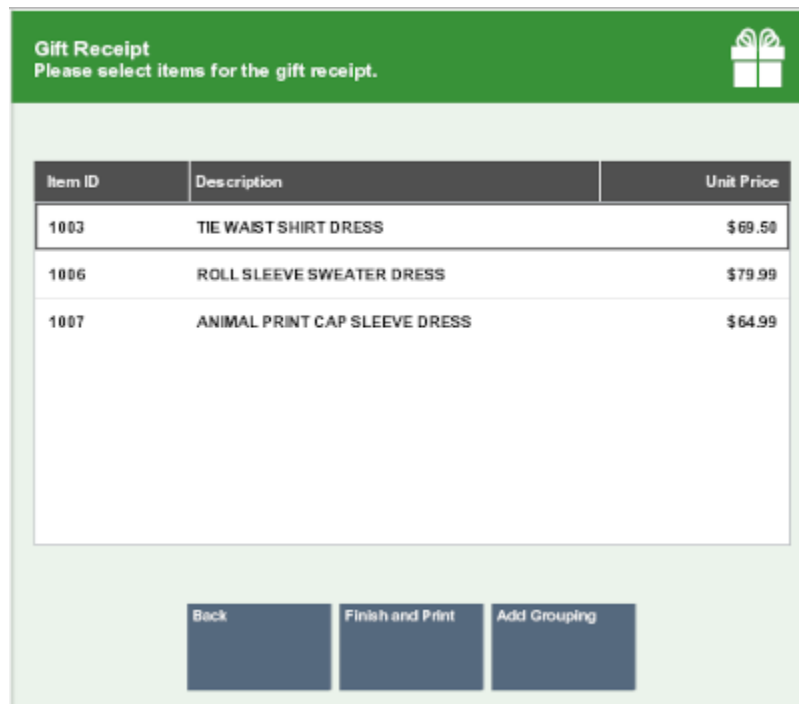 Gift Receipt
Please select items for the gift receipt.
Item ID Description Unit Price
1003 TIE WAIST SHIRT DRESS $69.50
1006 ROLL SLEEVE SWEATER DRESS $79.99
1007 ANIMAL PRINT CAP SLEEVE DRESS $64.99
Back Finish and Print Add Grouping